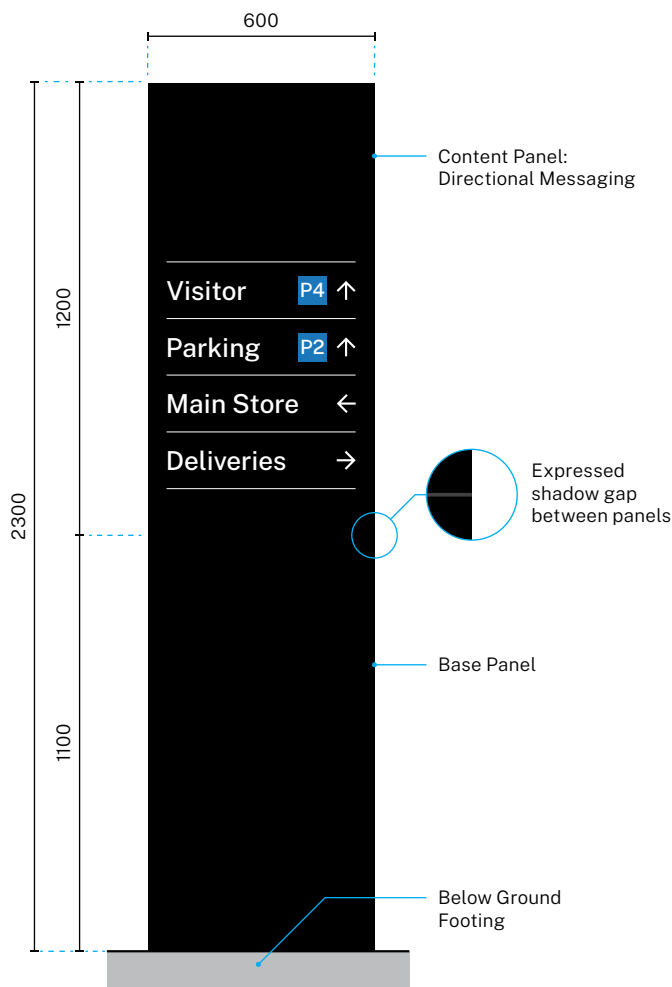 600
Content Panel:
Directional Messaging
1200
Visitor P4 ↑
Parking P2 ↑
Main Store ←
Deliveries →
Expressed
shadow gap
between panels
2300
Base Panel
1100
Below Ground
Footing